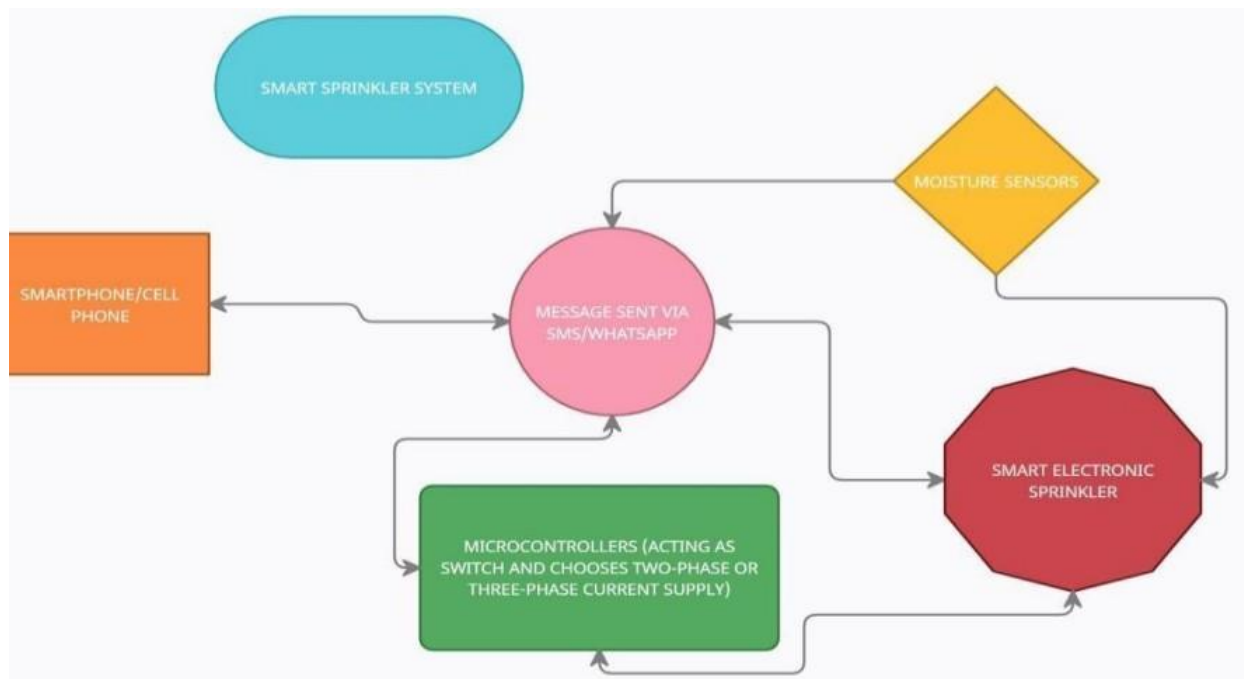 SMART SPRINKLER SYSTEM
MOISTURE SENSORS
SMARTPHONE/CELL
PHONE
MESSAGE SENT VIA
SMS/WHATSAPP
SMART ELECTRONIC
SPRINKLER
MICROCONTROLLERS (ACTING AS
SWITCH AND CHOOSES TWO-PHASE OR
THREE-PHASE CURRENT SUPPLY)